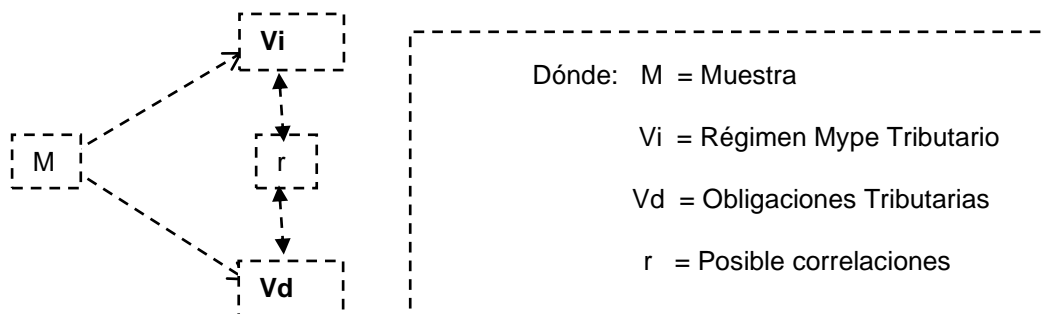 Vi
M
r
Vd
Dónde: M = Muestra
Vi = Régimen Mype Tributario
Vd = Obligaciones Tributarias
r = Posible correlaciones